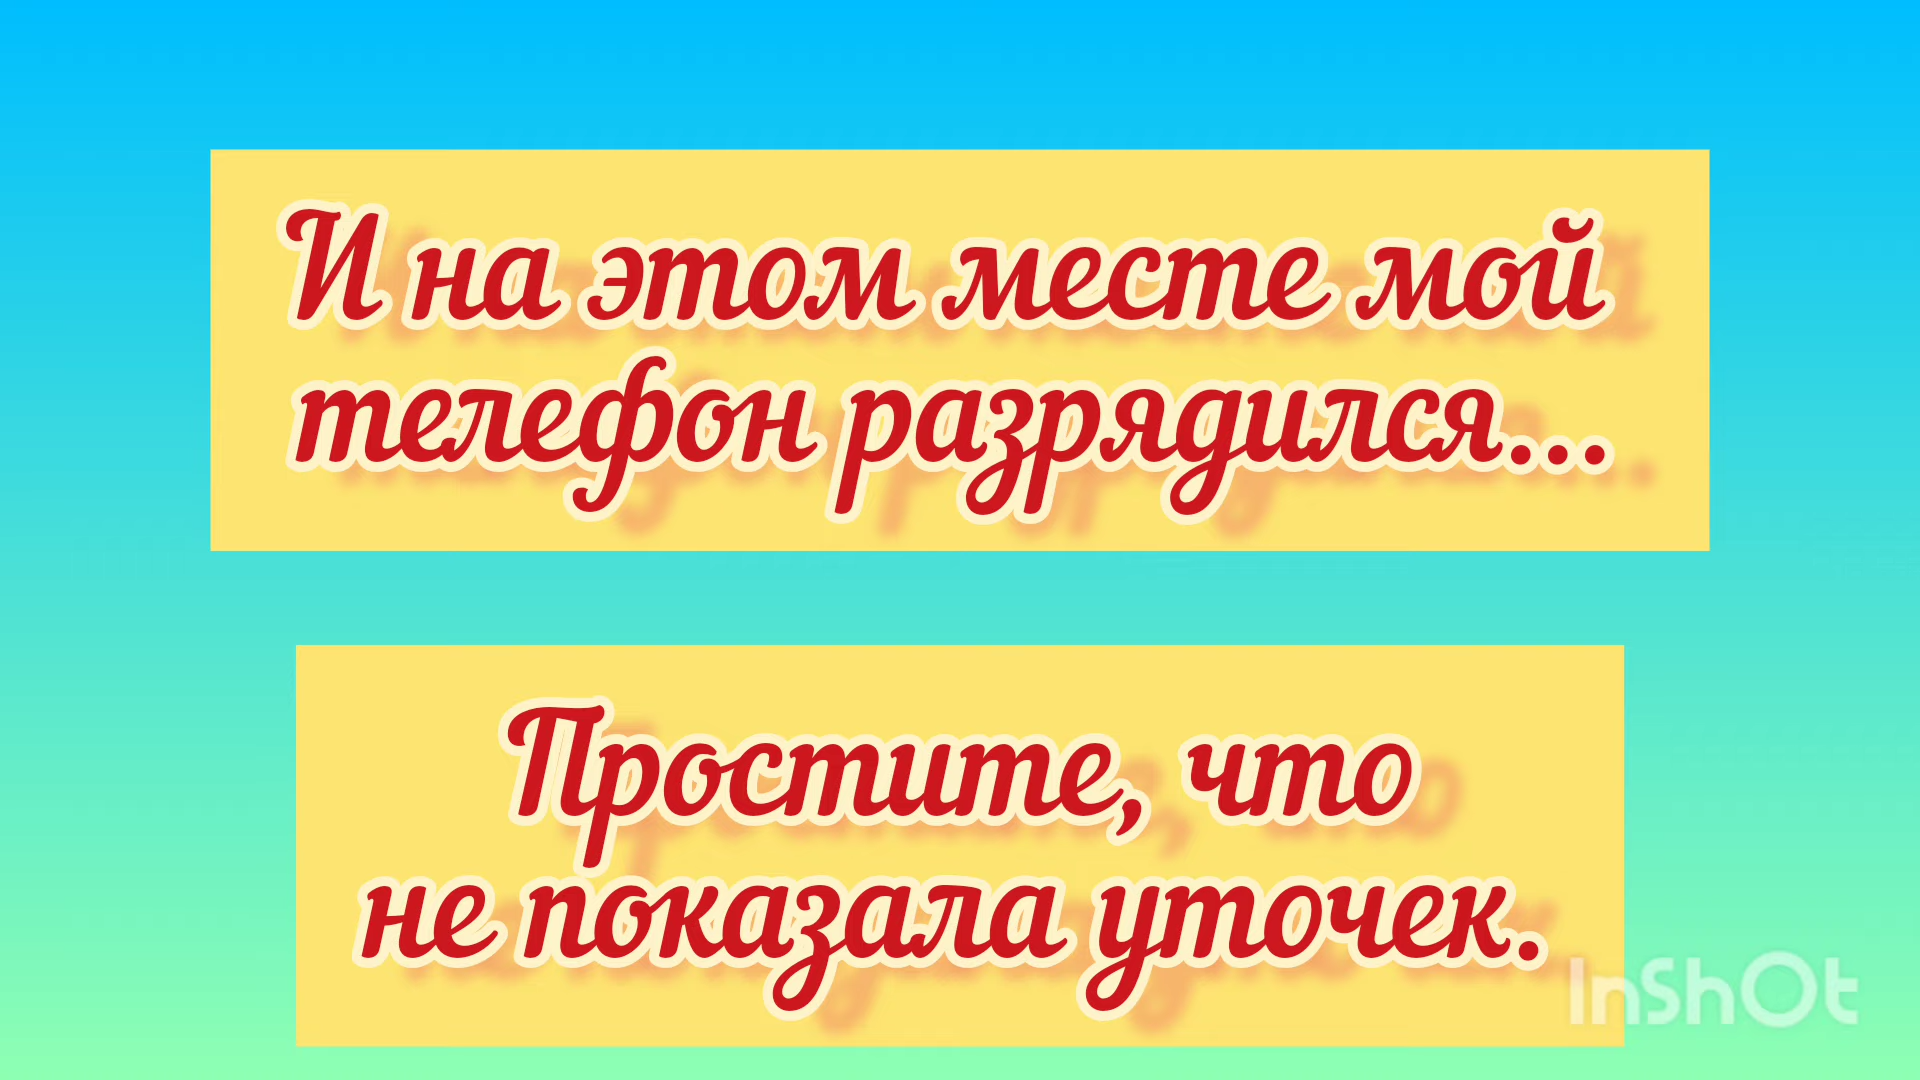 И на этом месте мой
телефон разрядился...
Простите, что
не показала уточек.
InShOt